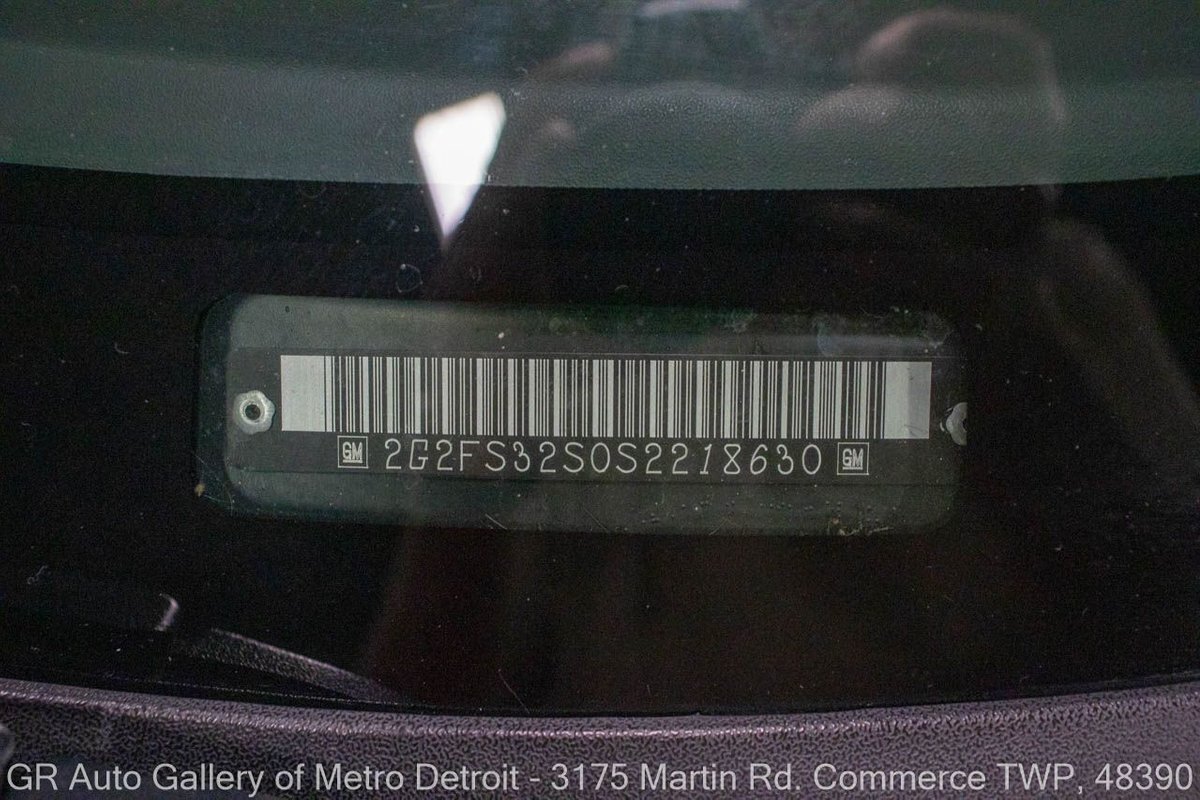 GM 2G2FS32S0S2218630 GM
GR Auto Gallery of Metro Detroit - 3175 Martin Rd. Commerce TWP, 48390